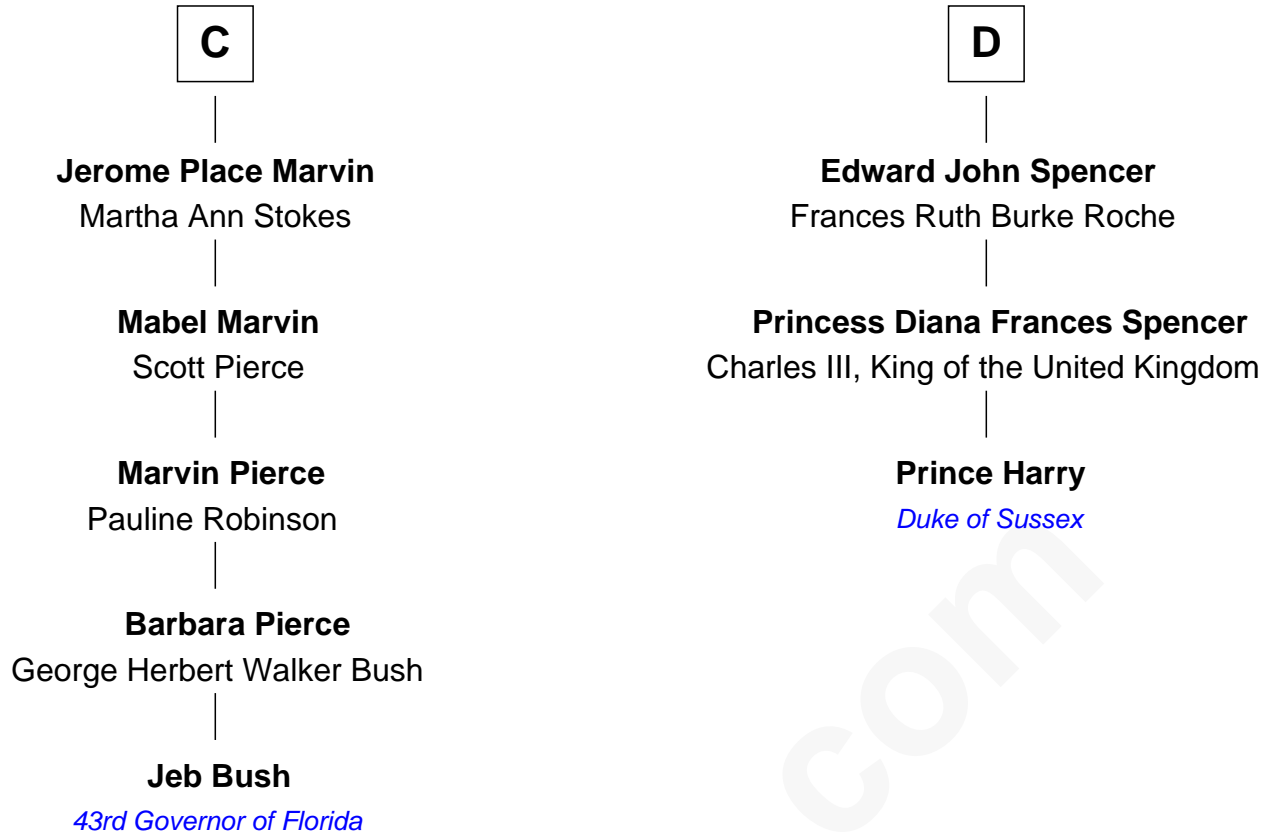 C
Jerome Place Marvin
Martha Ann Stokes
Mabel Marvin
Scott Pierce
Marvin Pierce
Pauline Robinson
Barbara Pierce
George Herbert Walker Bush
Jeb Bush
43rd Governor of Florida
D
Edward John Spencer
Frances Ruth Burke Roche
Princess Diana Frances Spencer
Charles III, King of the United Kingdom
Prince Harry
Duke of Sussex
com